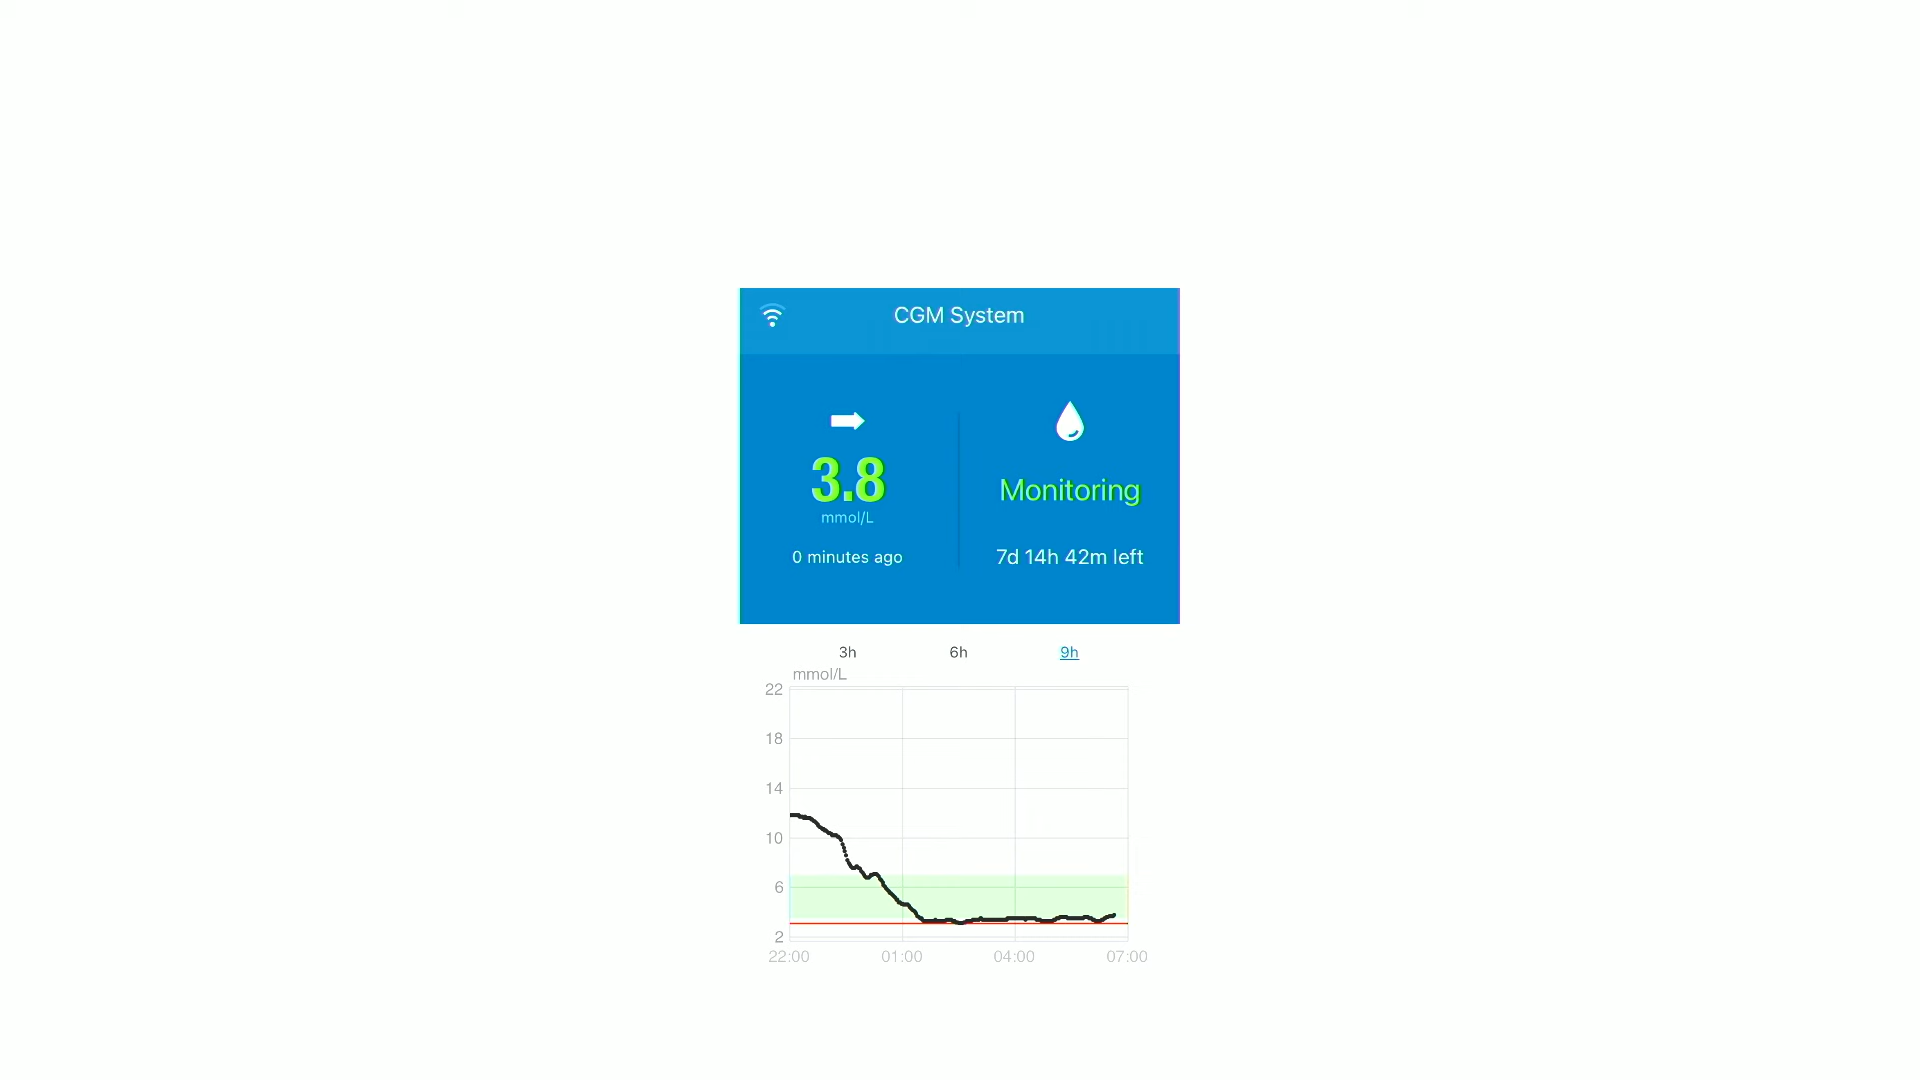 CGM System
3.8
mmol/L
0 minutes ago
Monitoring
7d 14h 42m left
3h 6h 9h
mmol/L
22
18
14
10
6
2
22:00 01:00 04:00 07:00